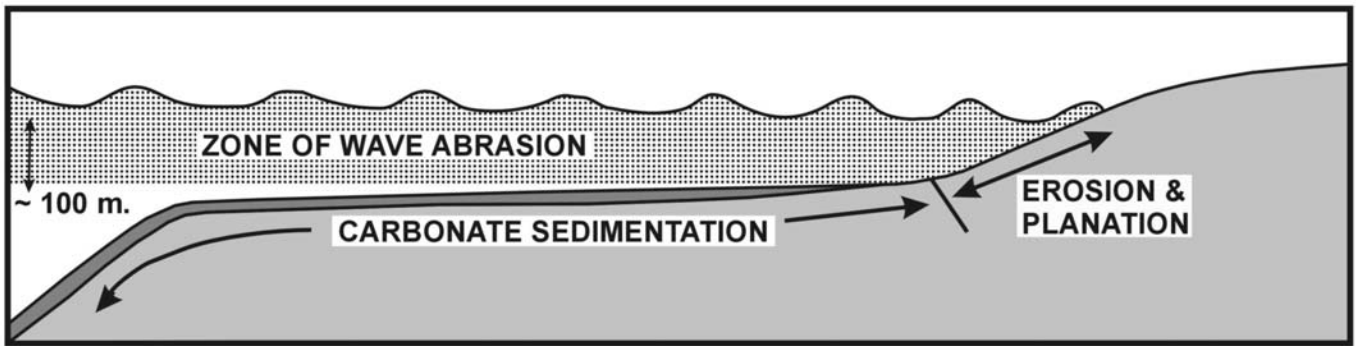 ZONE OF WAVE ABRASION
~ 100 m.
EROSION &
PLANATION
CARBONATE SEDIMENTATION